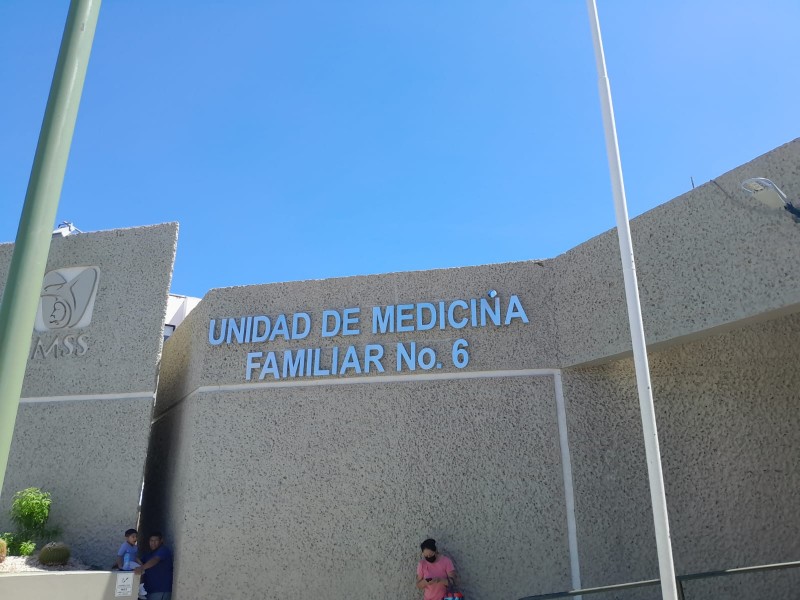 IMSS
UNIDAD DE MEDICINA
FAMILIAR No. 6